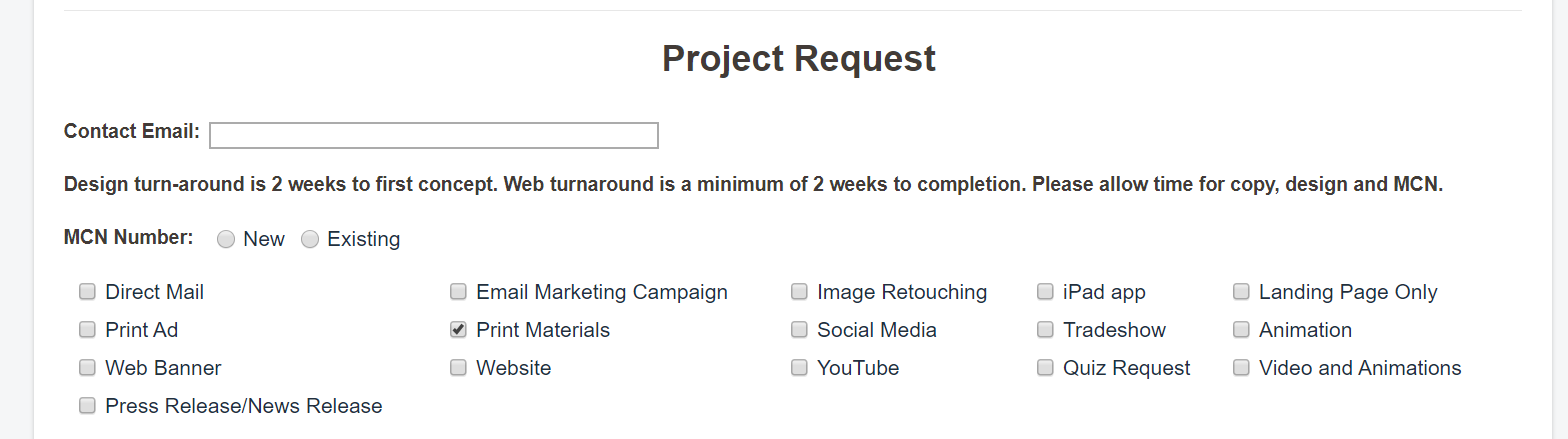 Project Request
Contact Email:
Design turn-around is 2 weeks to first concept. Web turnaround is a minimum of 2 weeks to completion. Please allow time for copy, design and MCN.
MCN Number: New Existing
Direct Mail Email Marketing Campaign Image Retouching iPad app Landing Page Only
Print Ad Print Materials Social Media Tradeshow Animation
Web Banner Website YouTube Quiz Request Video and Animations
Press Release/News Release